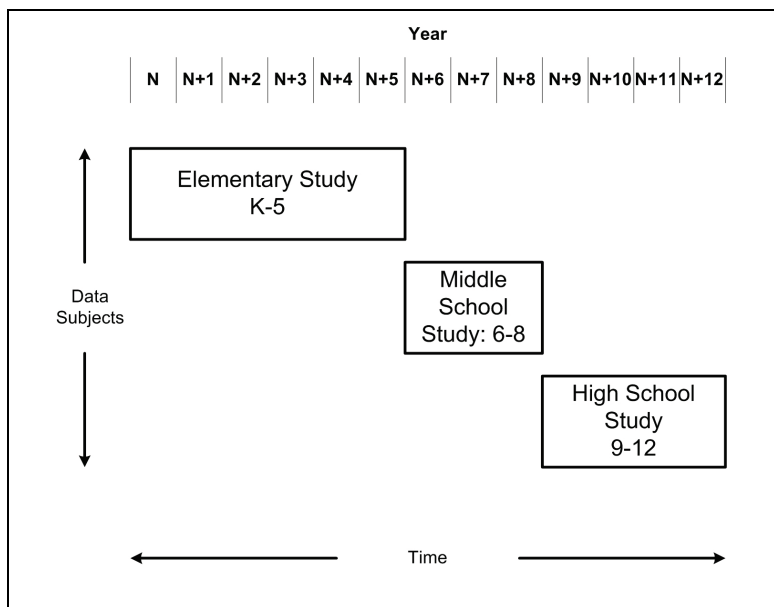 Year
N N+1 N+2 N+3 N+4 N+5 N+6 N+7 N+8 N+9 N+10 N+11 N+12
Elementary Study
K-5
Middle
School
Study: 6-8
Data
Subjects
High School
Study
9-12
Time